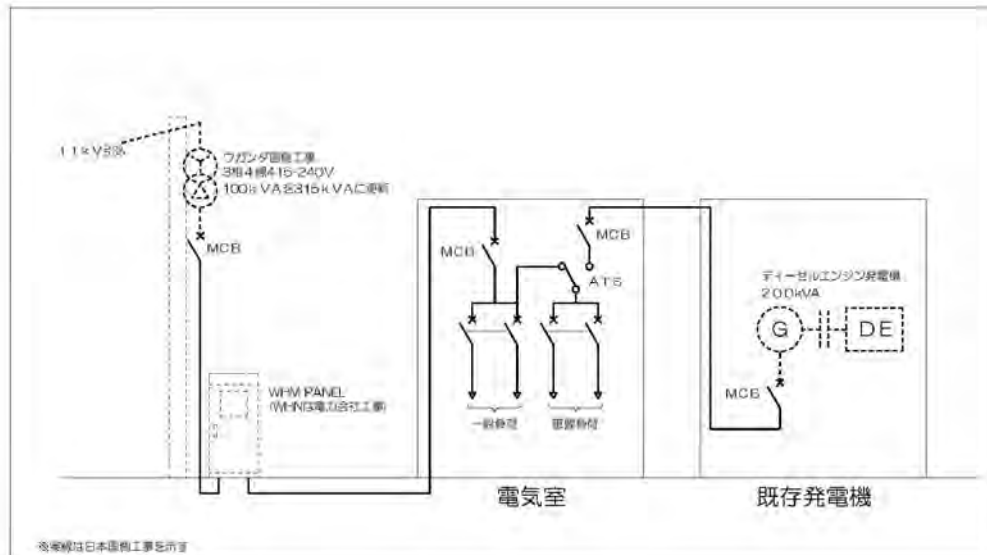 11kV引込
ウガンダ国側工事
3相4線415-240V
100kVAを315kVAに更新
MCB
MCB
MCB
ATS
ディーゼルエンジン発電機
200kVA
G
DE
MCB
WHM PANEL
(WHMは電力会社工事)
一般負荷
重要負荷
電気室
既存発電機
※実線は日本国側工事を示す